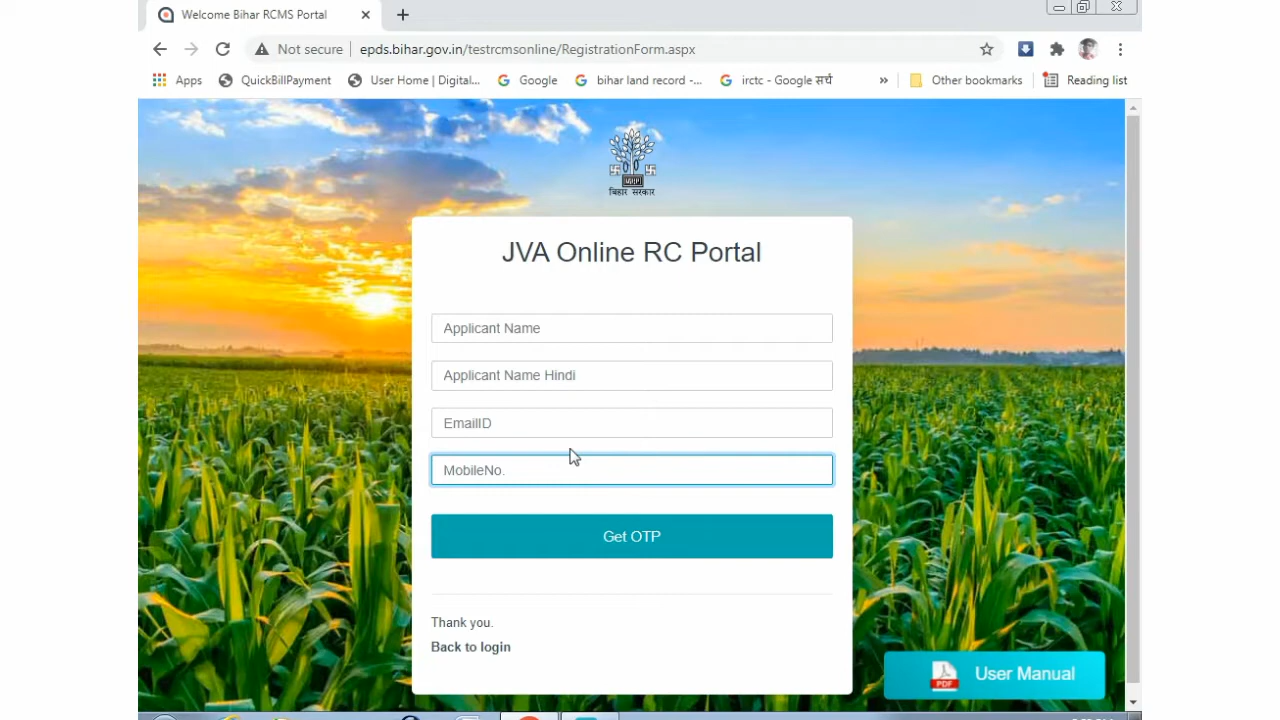 Welcome Bihar RCMS Portal
Not secure epds.bihar.gov.in/testrcmsonline/RegistrationForm.aspx
Apps QuickBillPayment User Home | Digital... Google bihar land record -... irctc - Google सर्च » Other bookmarks Reading list
बिहार सरकार
JVA Online RC Portal
Applicant Name
Applicant Name Hindi
EmailID
MobileNo.
Get OTP
Thank you.
Back to login
PDF User Manual